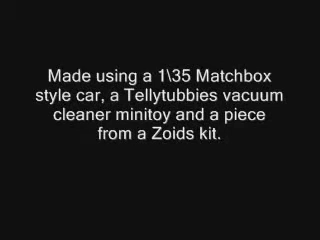 Made using a 1\35 Matchbox
style car, a Tellytubbies vacuum
cleaner minitoy and a piece
from a Zoids kit.